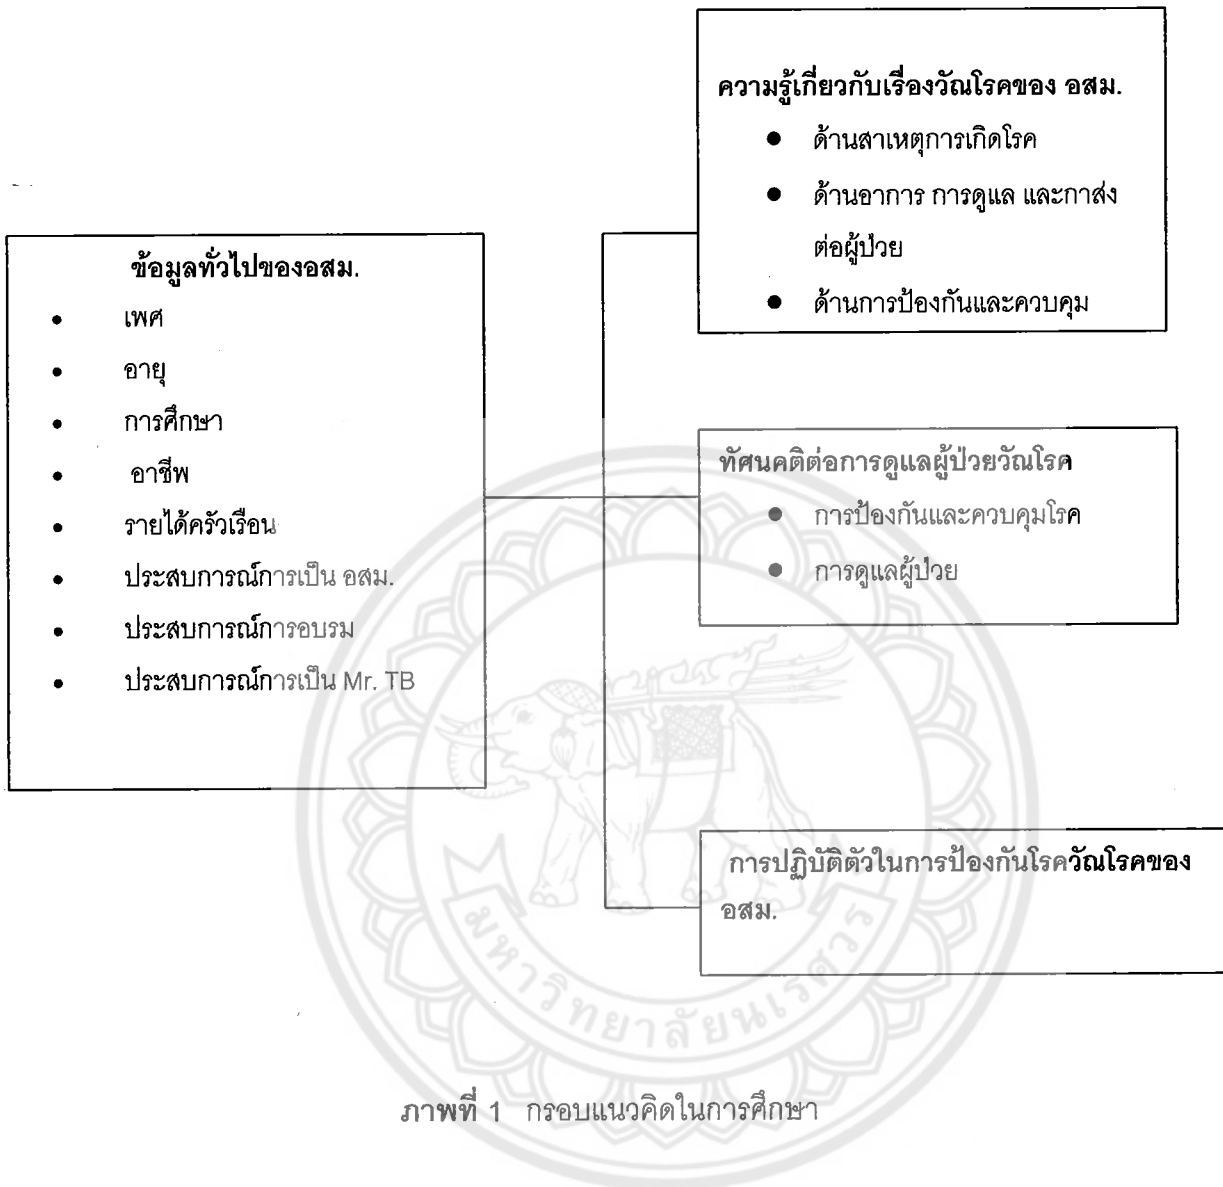 ความรู้เกี่ยวกับเรื่องวัณโรคของ อสม.
● ด้านสาเหตุการเกิดโรค
● ด้านอาการ การดูแล และกาส่ง
ต่อผู้ป่วย
● ด้านการป้องกันและควบคุม
ข้อมูลทั่วไปของอสม.
● เพศ
● อายุ
● การศึกษา
● อาชีพ
● รายได้ครัวเรือน
● ประสบการณ์การเป็น อสม.
● ประสบการณ์การอบรม
● ประสบการณ์การเป็น Mr. TB
ทัศนคติต่อการดูแลผู้ป่วยวัณโรค
● การป้องกันและควบคุมโรค
● การดูแลผู้ป่วย
การปฏิบัติตัวในการป้องกันโรควัณโรคของ
อสม.
มหาวิทยาลัยนเรศวร
ภาพที่ 1 กรอบแนวคิดในการศึกษา